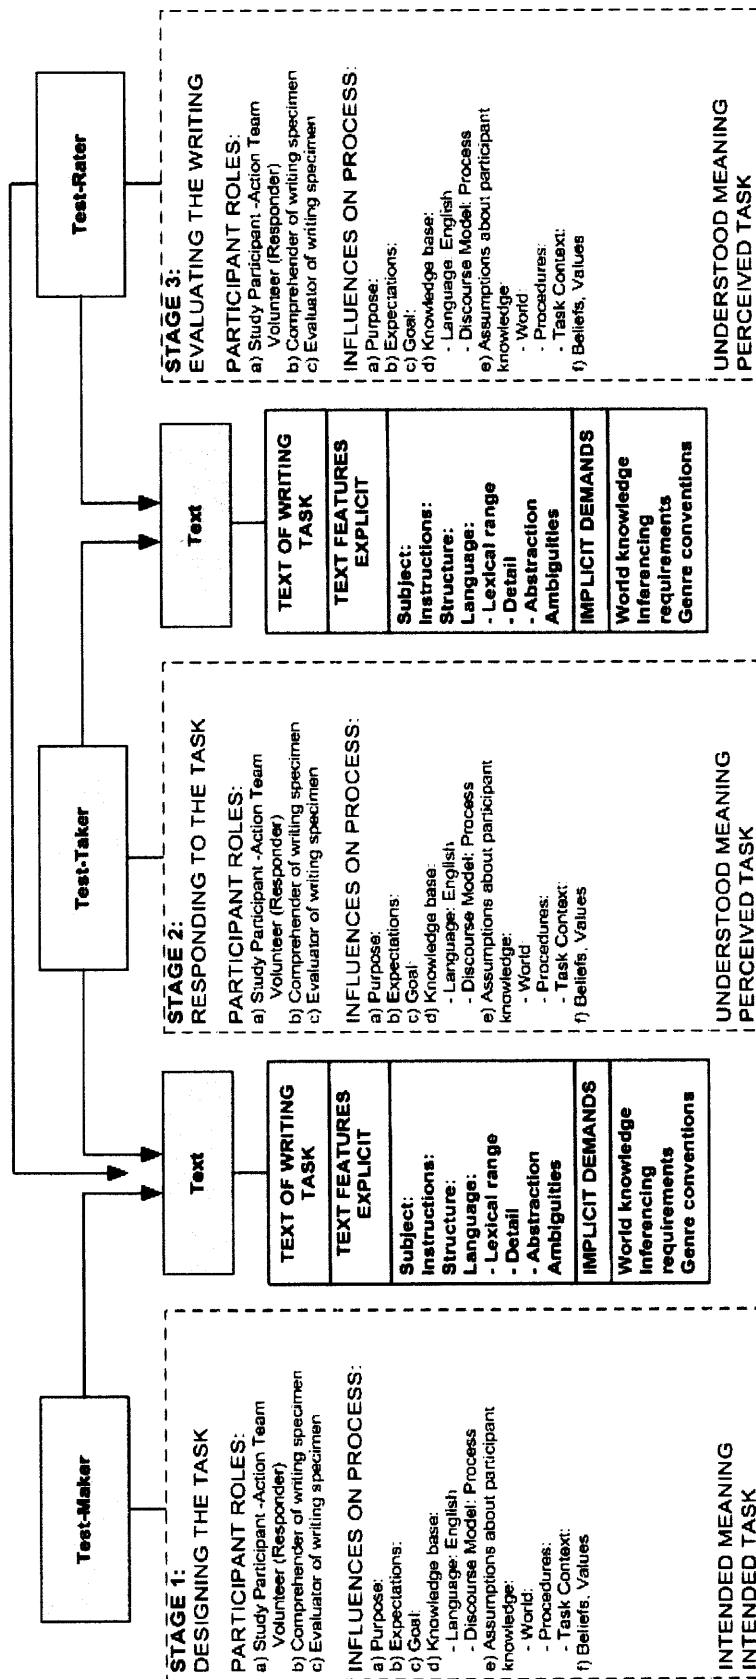 Test-Maker
STAGE 1:
DESIGNING THE TASK
PARTICIPANT ROLES:
a) Study Participant -Action Team
Volunteer (Responder)
b) Comprehender of writing specimen
c) Evaluator of writing specimen
INFLUENCES ON PROCESS:
a) Purpose:
b) Expectations:
c) Goal:
d) Knowledge base:
- Language: English
- Discourse Model: Process
e) Assumptions about participant
knowledge:
- World:
- Procedures:
- Task Context:
f) Beliefs, Values
INTENDED MEANING
INTENDED TASK
Text
TEXT OF WRITING
TASK
TEXT FEATURES
EXPLICIT
Subject:
Instructions:
Structure:
Language:
- Lexical range
- Detail
- Abstraction
Ambiguities
IMPLICIT DEMANDS
World knowledge
Inferencing
requirements
Genre conventions
Test-Taker
STAGE 2:
RESPONDING TO THE TASK
PARTICIPANT ROLES:
a) Study Participant -Action Team
Volunteer (Responder)
b) Comprehender of writing specimen
c) Evaluator of writing specimen
INFLUENCES ON PROCESS:
a) Purpose:
b) Expectations:
c) Goal:
d) Knowledge base:
- Language: English
- Discourse Model: Process
e) Assumptions about participant
knowledge:
- World:
- Procedures:
- Task Context:
f) Beliefs, Values
UNDERSTOOD MEANING
PERCEIVED TASK
Text
TEXT OF WRITING
TASK
TEXT FEATURES
EXPLICIT
Subject:
Instructions:
Structure:
Language:
- Lexical range
- Detail
- Abstraction
Ambiguities
IMPLICIT DEMANDS
World knowledge
Inferencing
requirements
Genre conventions
Test-Rater
STAGE 3:
EVALUATING THE WRITING
PARTICIPANT ROLES:
a) Study Participant -Action Team
Volunteer (Responder)
b) Comprehender of writing specimen
c) Evaluator of writing specimen
INFLUENCES ON PROCESS:
a) Purpose:
b) Expectations:
c) Goal:
d) Knowledge base:
- Language: English
- Discourse Model: Process
e) Assumptions about participant
knowledge
- World:
- Procedures:
- Task Context:
f) Beliefs, Values
UNDERSTOOD MEANING
PERCEIVED TASK